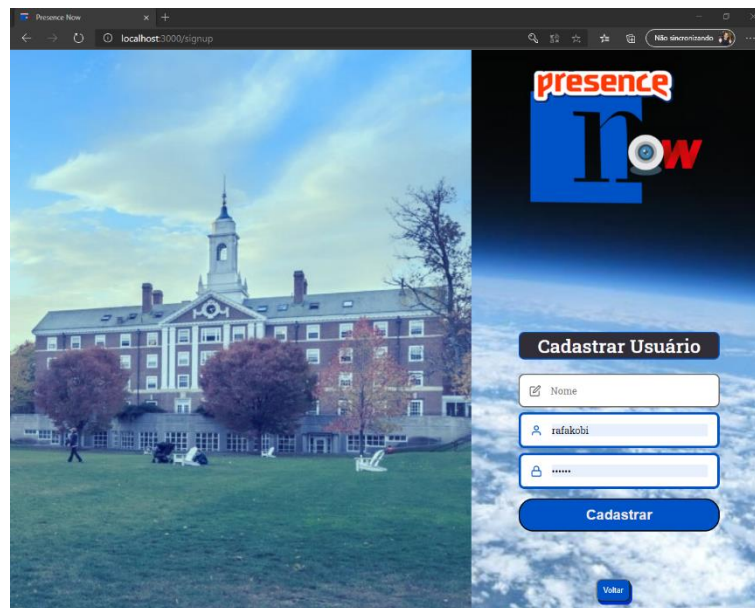 Presence Now
localhost:3000/signup
Não sincronizando
presence
now
Cadastrar Usuário
Nome
rafakobi
••••••
Cadastrar
Voltar